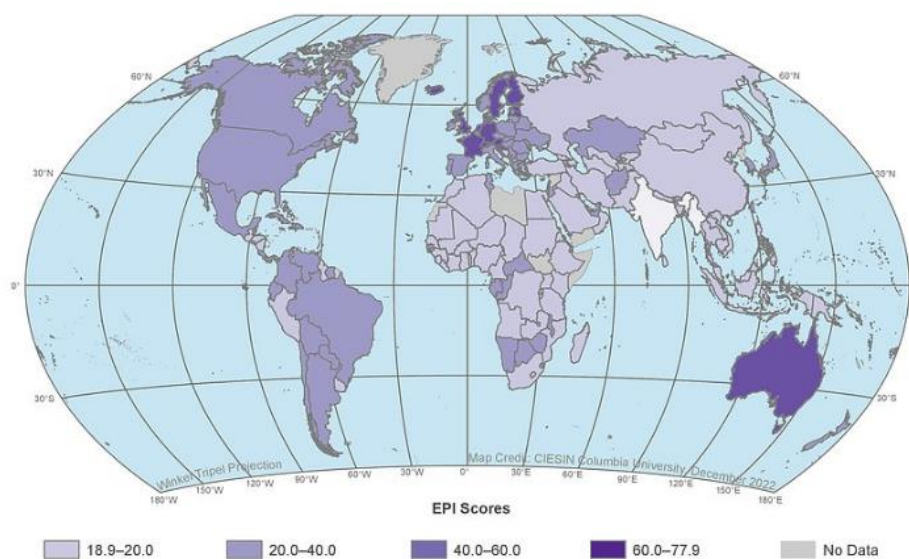 60°N
60°N
30°N
30°N
0°
0°
30°S
30°S
Winkel Tripel Projection
Map Credit: CIESIN Columbia University, December 2022
180°W 150°W 120°W 90°W 60°W 30°W 0° 30°E 60°E 90°E 120°E 150°E 180°E
EPI Scores
18.9–20.0 20.0–40.0 40.0–60.0 60.0–77.9 No Data